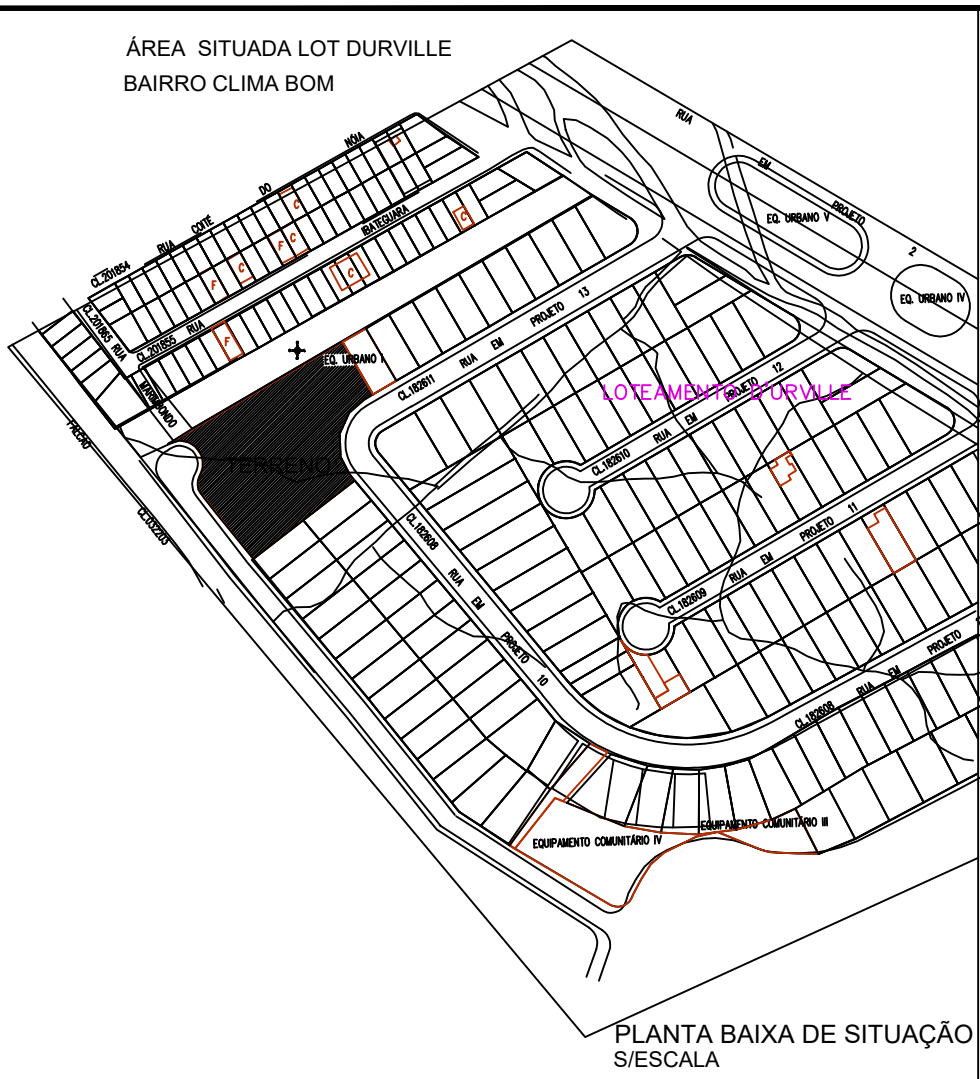 ÁREA SITUADA LOT DURVILLE
BAIRRO CLIMA BOM
RUA EM PROJETO 2
RUA COITÉ DO NÓIA
CL.201854
C
EQ. URBANO V
F C
C
C
F
RUA IBATEGUARA
CL.201855
C
F
EQ. URBANO IV
CL.201865 RUA MARIMBONDO
EQ. URBANO I
CL.182611 RUA EM PROJETO 13
LOTEAMENTO D'URVILLE
CL.182610 RUA EM PROJETO 12
TERRENO
CL.032203
CL.182608 RUA EM PROJETO 10
CL.182609 RUA EM PROJETO 11
CL.182608 RUA EM PROJETO
EQUIPAMENTO COMUNITÁRIO III
EQUIPAMENTO COMUNITÁRIO IV
PLANTA BAIXA DE SITUAÇÃO
S/ESCALA